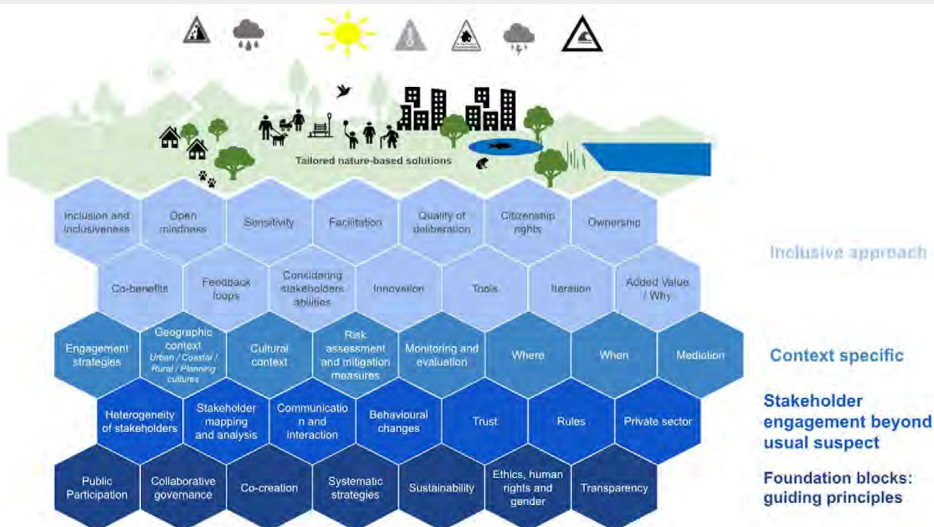 Tailored nature-based solutions
Inclusion and
inclusiveness
Open
mindness
Sensitivity
Facilitation
Quality of
deliberation
Citizenship
rights
Ownership
Inclusive approach
Co-benefits
Feedback
loops
Considering
stakeholders
abilities
Innovation
Tools
Iteration
Added Value
/ Why
Engagement
strategies
Geographic
context
Urban / Coastal /
Rural / Planning
cultures
Cultural
context
Risk
assessment
and mitigation
measures
Monitoring and
evaluation
Where
When
Mediation
Context specific
Heterogeneity
of stakeholders
Stakeholder
mapping
and analysis
Communicatio
n and
interaction
Behavioural
changes
Trust
Rules
Private sector
Stakeholder
engagement beyond
usual suspect
Public
Participation
Collaborative
governance
Co-creation
Systematic
strategies
Sustainability
Ethics, human
rights and
gender
Transparency
Foundation blocks:
guiding principles